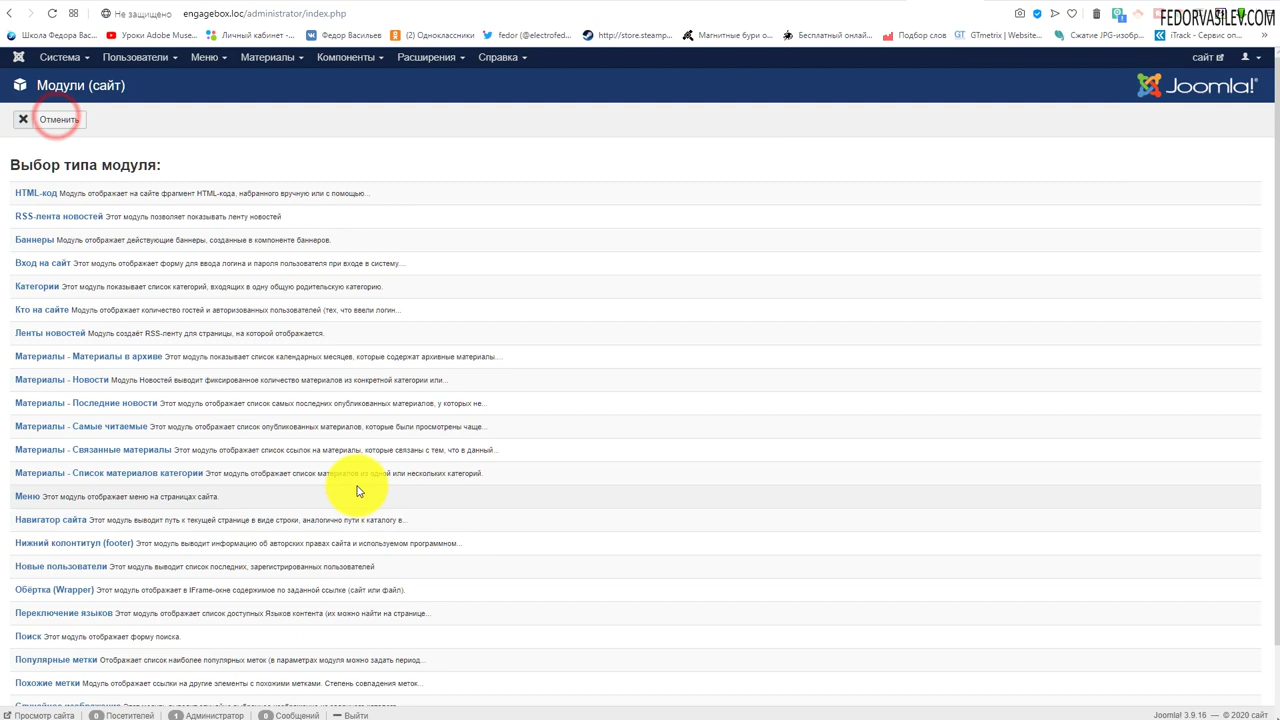 Не защищено engagebox.loc/administrator/index.php
FEDORVASILEV.COM
Школа Федора Вас... Уроки Adobe Muse... Личный кабинет -... Федор Васильев (2) Одноклассники fedor (@electrofed... http://store.steamp... Магнитные бури о... Бесплатный онлай... Подбор слов GTmetrix | Website... Сжатие JPG-изобр... iTrack - Сервис оп... »
Система Пользователи Меню Материалы Компоненты Расширения Справка сайт
Модули (сайт) Joomla!
Отменить
Выбор типа модуля:
HTML-код Модуль отображает на сайте фрагмент HTML-кода, набранного вручную или с помощью...
RSS-лента новостей Этот модуль позволяет показывать ленту новостей
Баннеры Модуль отображает действующие баннеры, созданные в компоненте баннеров.
Вход на сайт Этот модуль отображает форму для ввода логина и пароля пользователя при входе в систему....
Категории Этот модуль показывает список категорий, входящих в одну общую родительскую категорию.
Кто на сайте Модуль отображает количество гостей и авторизованных пользователей (тех, что ввели логин...
Ленты новостей Модуль создаёт RSS-ленту для страницы, на которой отображается.
Материалы - Материалы в архиве Этот модуль показывает список календарных месяцев, которые содержат архивные материалы....
Материалы - Новости Модуль Новостей выводит фиксированное количество материалов из конкретной категории или...
Материалы - Последние новости Этот модуль отображает список самых последних опубликованных материалов, у которых не...
Материалы - Самые читаемые Этот модуль отображает список опубликованных материалов, которые были просмотрены чаще...
Материалы - Связанные материалы Этот модуль отображает список ссылок на материалы, которые связаны с тем, что в данный...
Материалы - Список материалов категории Этот модуль отображает список материалов из одной или нескольких категорий.
Меню Этот модуль отображает меню на страницах сайта.
Навигатор сайта Этот модуль выводит путь к текущей странице в виде строки, аналогично пути к каталогу в...
Нижний колонтитул (footer) Этот модуль выводит информацию об авторских правах сайта и используемом программном...
Новые пользователи Этот модуль выводит список последних, зарегистрированных пользователей
Обёртка (Wrapper) Этот модуль отображает в IFrame-окне содержимое по заданной ссылке (сайт или файл).
Переключение языков Этот модуль отображает список доступных Языков контента (их можно найти на странице...
Поиск Этот модуль отображает форму поиска.
Популярные метки Отображает список наиболее популярных меток (в параметрах модуля можно задать период...
Похожие метки Модуль отображает ссылки на другие элементы с похожими метками. Степень совпадения меток...
Просмотр сайта 0 Посетителей 1 Администратор 0 Сообщений Выйти Joomla! 3.9.16 — © 2020 сайт